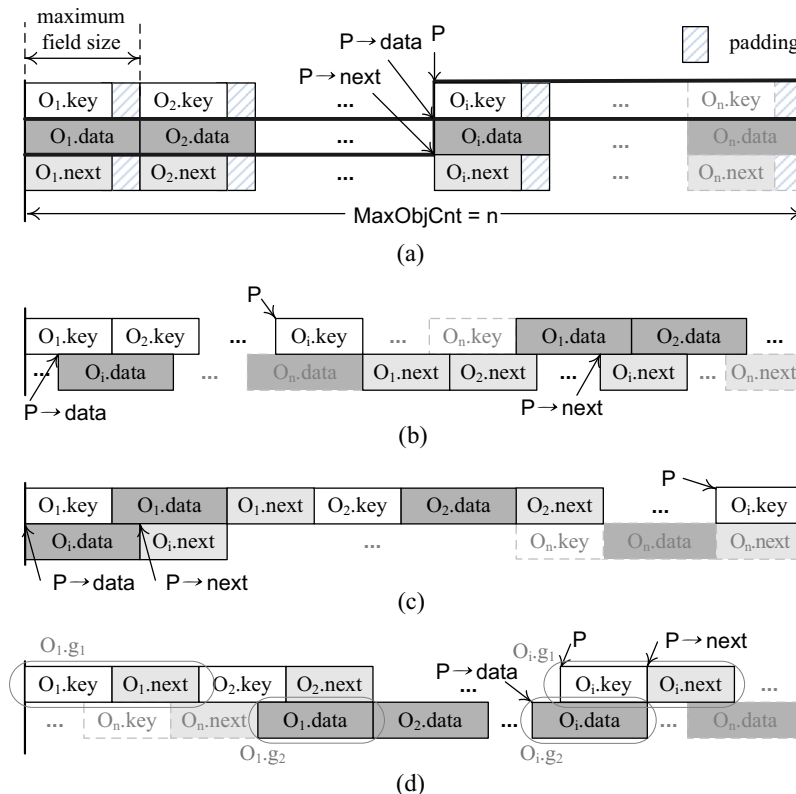 maximum
field size
P
P→data
P→next
padding
O₁.key O₂.key ... Oᵢ.key ... Oₙ.key
O₁.data O₂.data ... Oᵢ.data ... Oₙ.data
O₁.next O₂.next ... Oᵢ.next ... Oₙ.next
MaxObjCnt = n
(a)
P
O₁.key O₂.key ... Oᵢ.key ... Oₙ.key O₁.data O₂.data ...
... Oᵢ.data ... Oₙ.data O₁.next O₂.next ... Oᵢ.next ... Oₙ.next
P→data P→next
(b)
P
O₁.key O₁.data O₁.next O₂.key O₂.data O₂.next ... Oᵢ.key
Oᵢ.data Oᵢ.next ... Oₙ.key Oₙ.data Oₙ.next
P→data P→next
(c)
O₁.g₁ Oᵢ.g₁ P P→next
P→data
O₁.key O₁.next O₂.key O₂.next ... Oᵢ.key Oᵢ.next ...
... Oₙ.key Oₙ.next O₁.data O₂.data ... Oᵢ.data ... Oₙ.data
O₁.g₂ Oᵢ.g₂
(d)